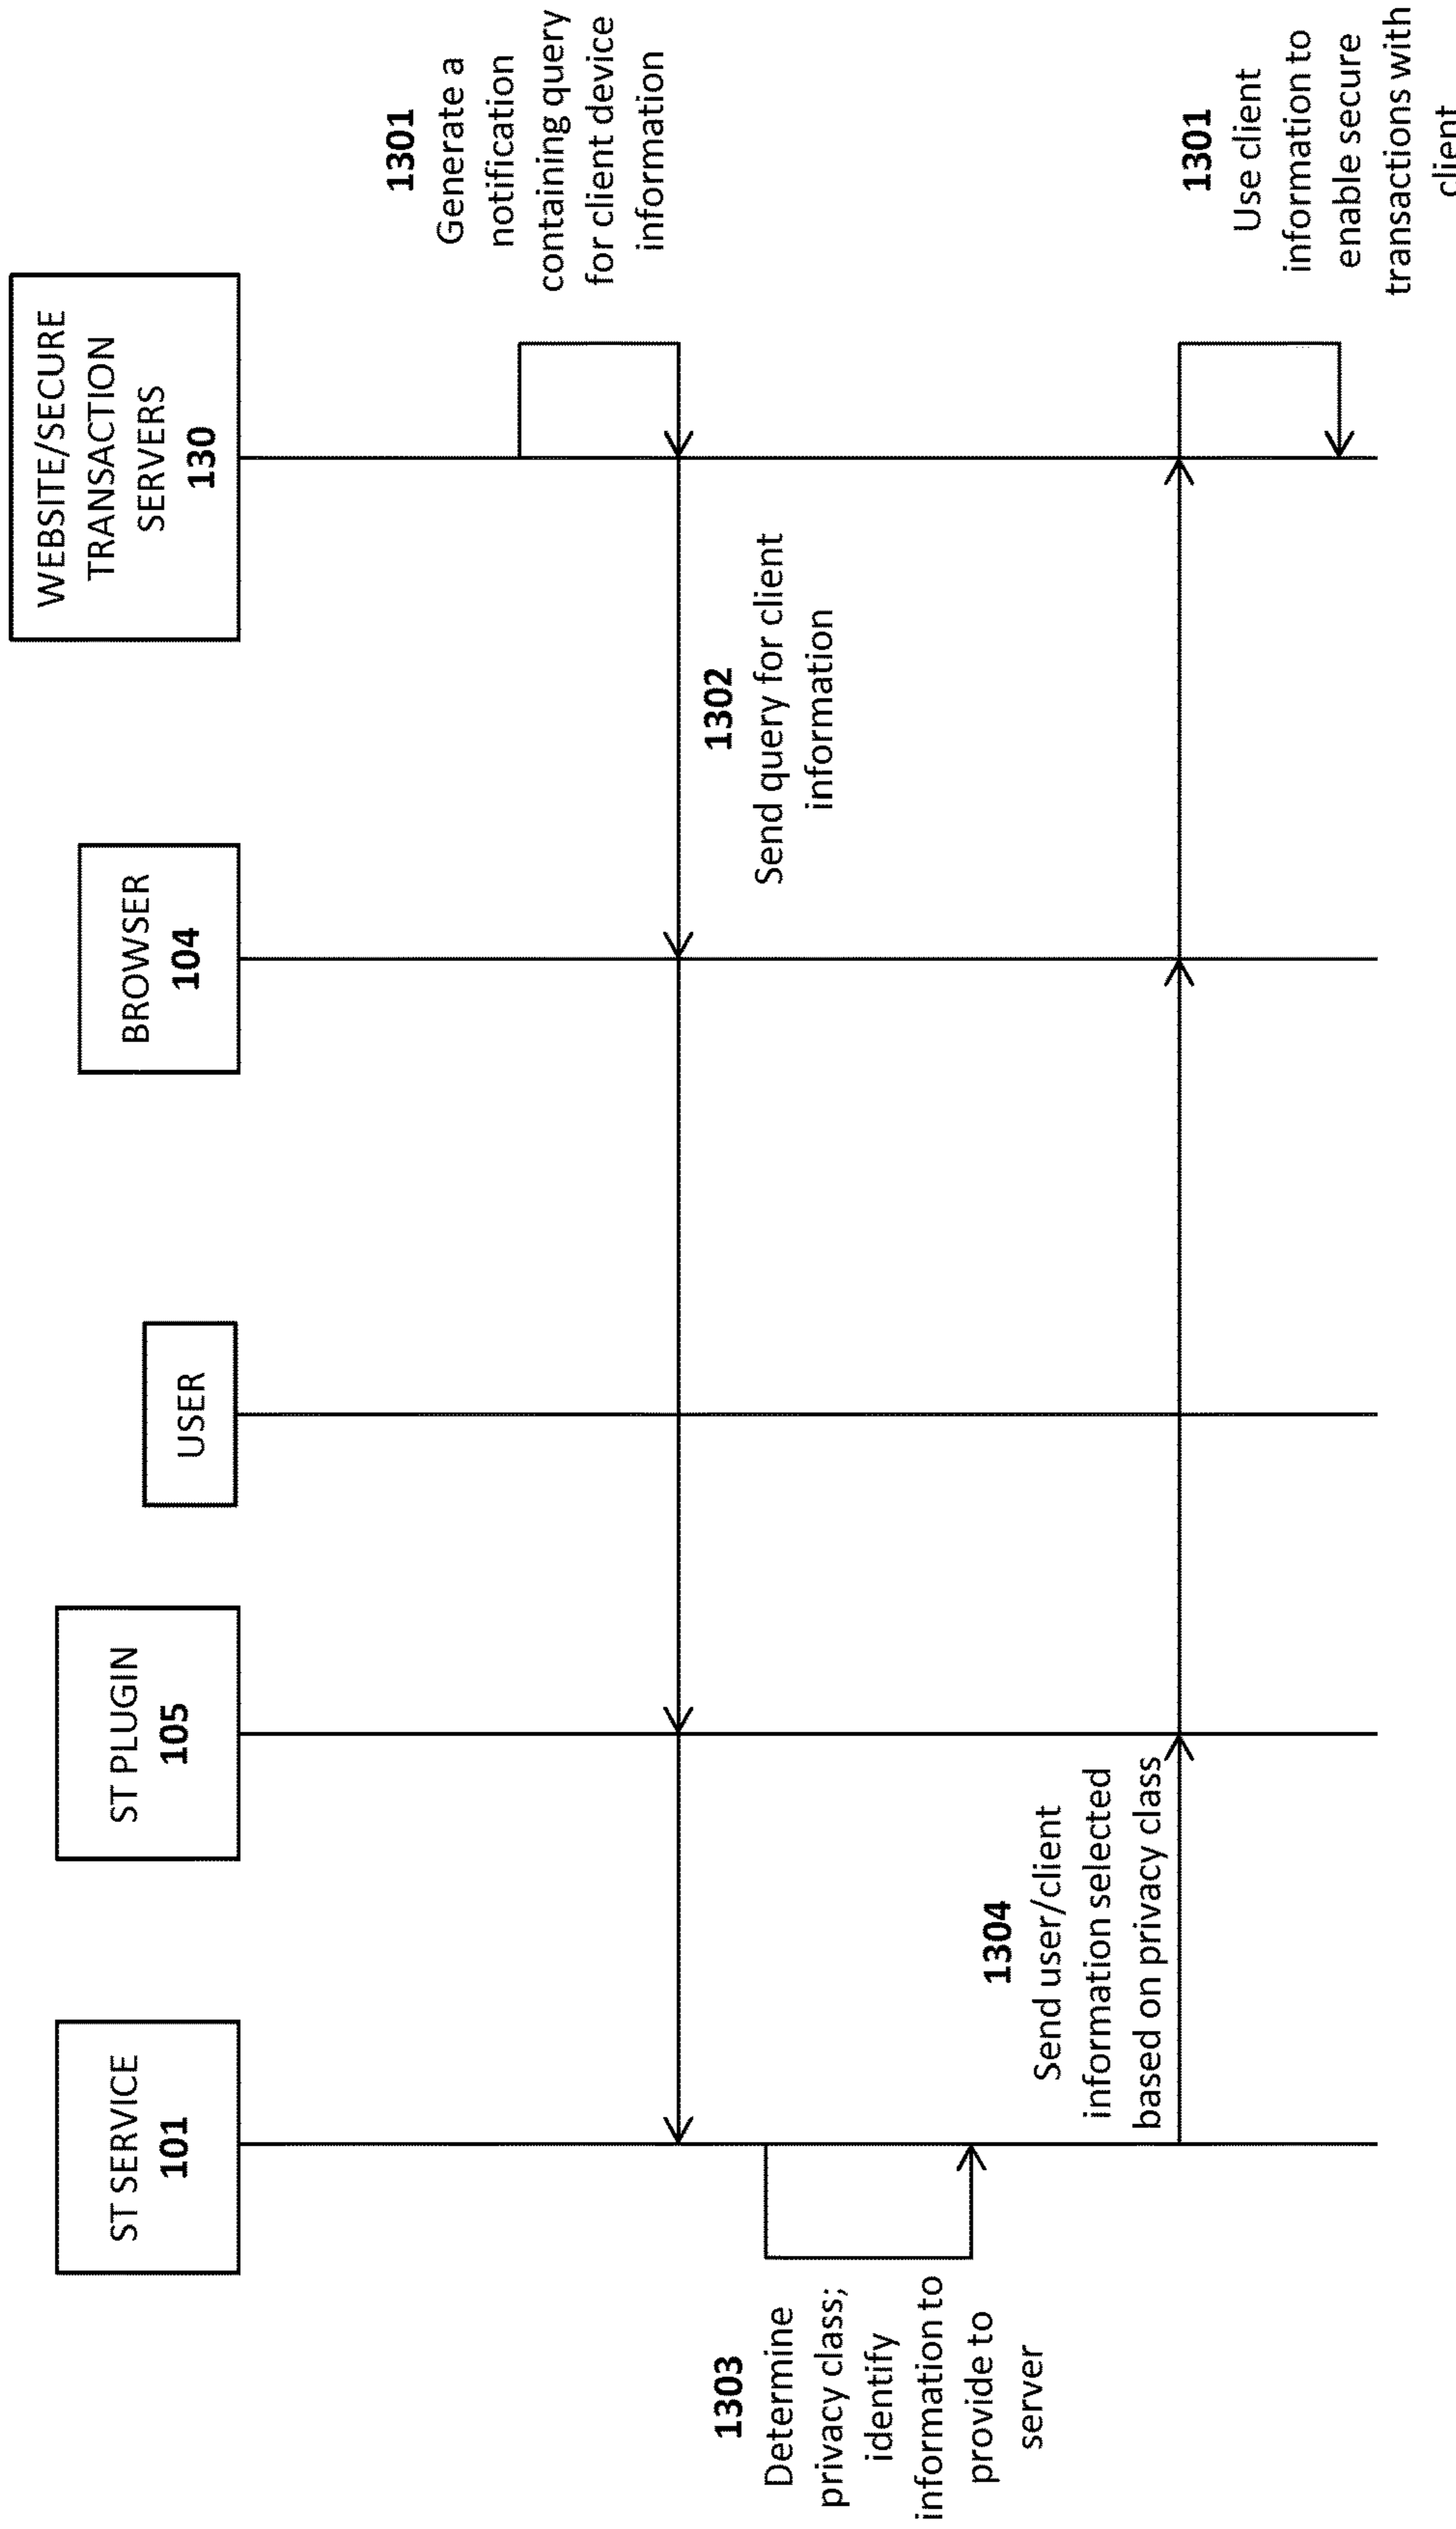 ST SERVICE
101
ST PLUGIN
105
USER
BROWSER
104
WEBSITE/SECURE
TRANSACTION
SERVERS
130
1301
Generate a
notification
containing query
for client device
information
1302
Send query for client
information
1303
Determine
privacy class;
identify
information to
provide to
server
1304
Send user/client
information selected
based on privacy class
1301
Use client
information to
enable secure
transactions with
client